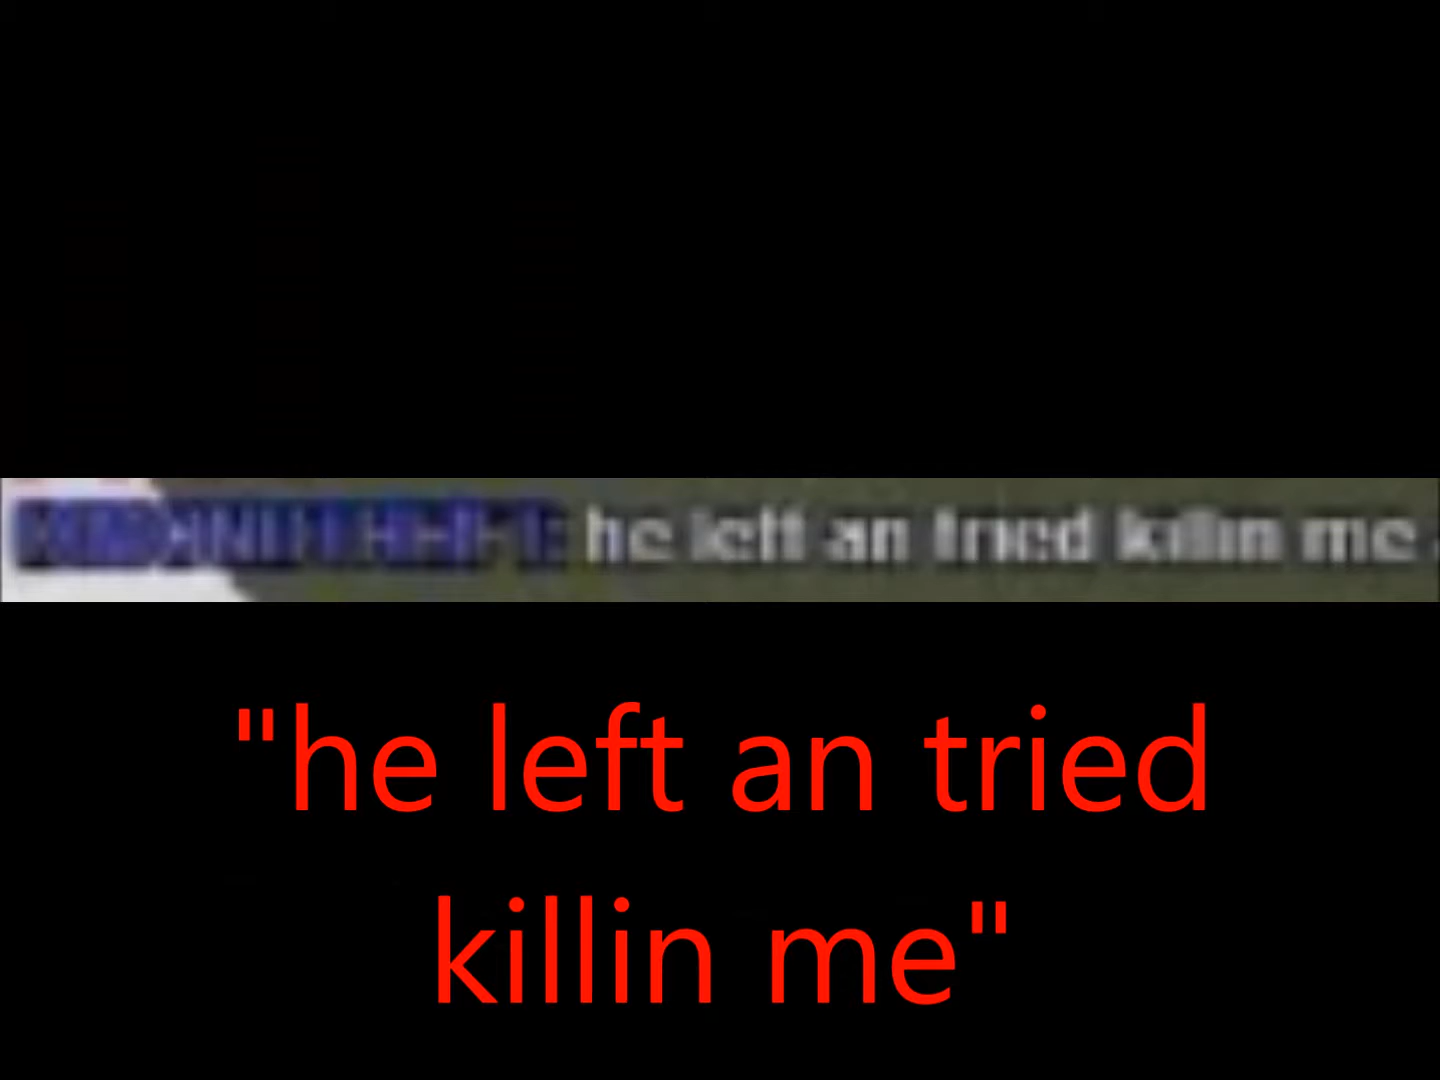 he left an tried killin me
"he left an tried
killin me"